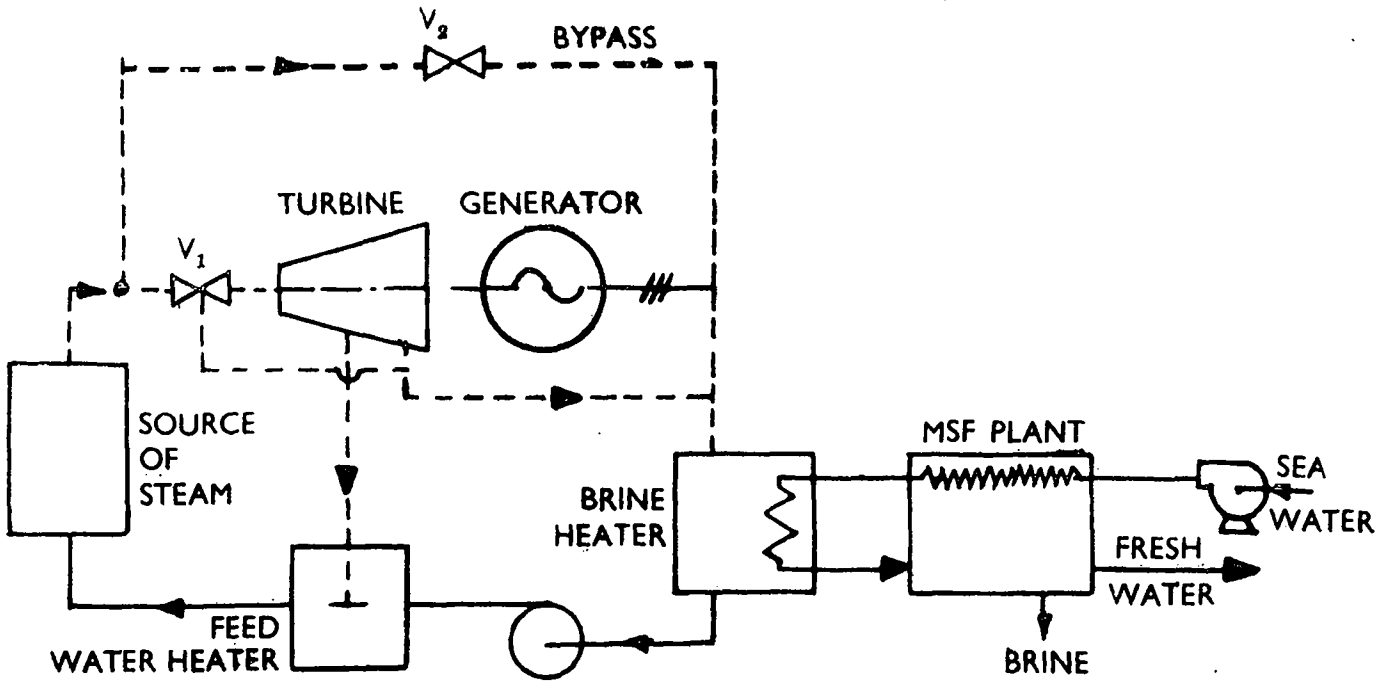 V₂
BYPASS
TURBINE
GENERATOR
V₁
SOURCE
OF
STEAM
MSF PLANT
SEA
WATER
BRINE
HEATER
FRESH
WATER
FEED
WATER HEATER
BRINE